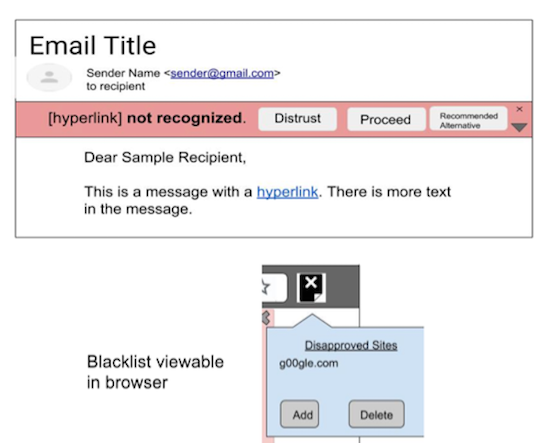 Email Title
Sender Name <sender@gmail.com>
to recipient
[hyperlink] not recognized. Distrust Proceed Recommended Alternative
Dear Sample Recipient,
This is a message with a hyperlink. There is more text
in the message.
Disapproved Sites
g00gle.com
Blacklist viewable
in browser
Add Delete